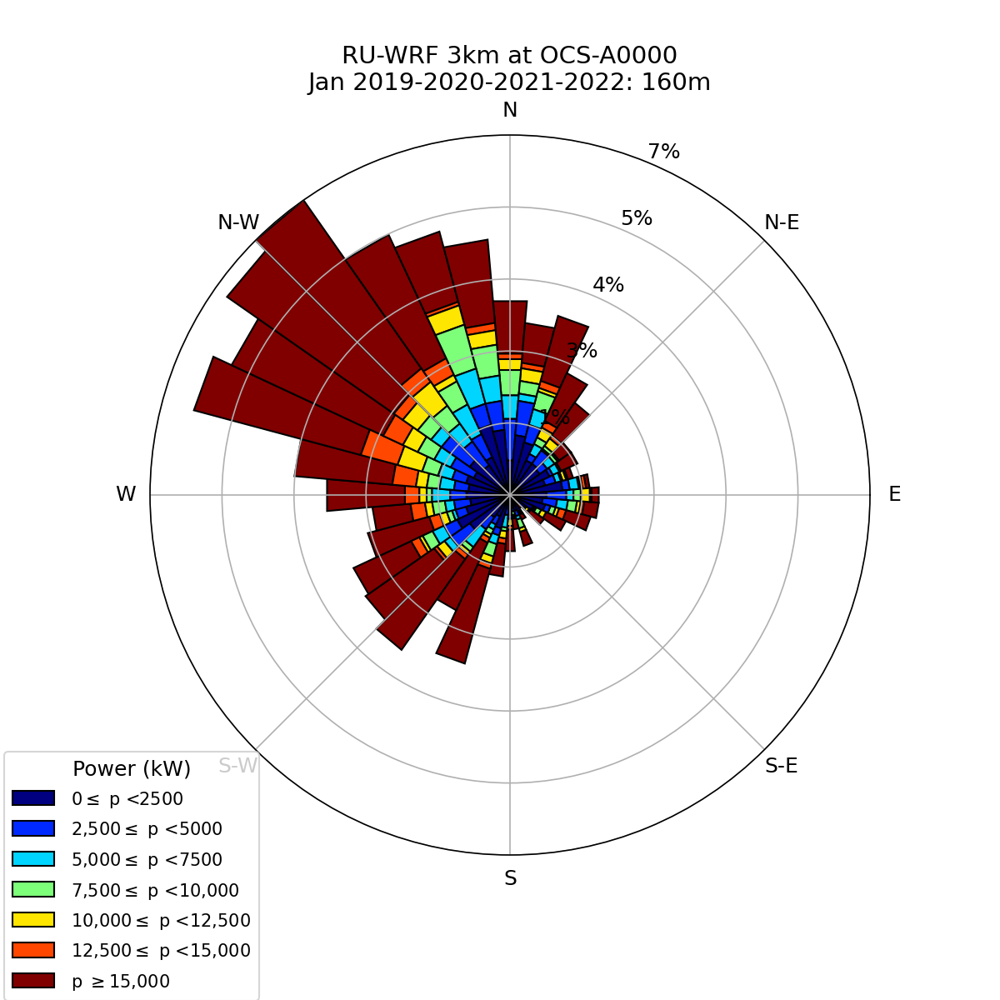 RU-WRF 3km at OCS-A0000
Jan 2019-2020-2021-2022: 160m
N
7%
N-W
5%
N-E
4%
3%
1%
W
E
S-W
S-E
S
Power (kW)
0≤ p <2500
2,500≤ p <5000
5,000≤ p <7500
7,500≤ p <10,000
10,000≤ p <12,500
12,500≤ p <15,000
p ≥15,000